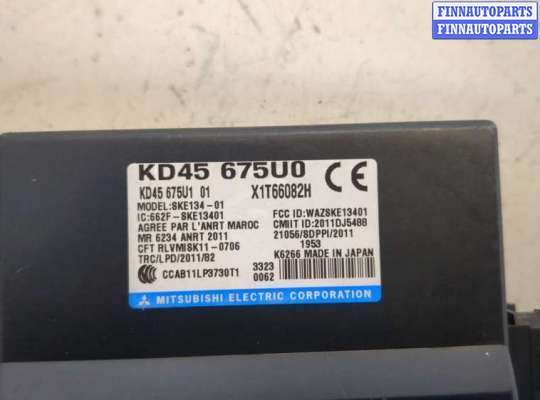 FINNAUTOPARTS
FINNAUTOPARTS
KD45 675U0
KD45 675U1 01 X1T66082H
MODEL:SKE134-01
IC:662F-SKE13401 FCC ID:WAZSKE13401
AGREE PAR L'ANRT MAROC CMIIT ID:2011DJ5488
MR 6234 ANRT 2011 21056/SDPPI/2011
CFT RLVMISK11-0706 1953
TRC/LPD/2011/82 K6266 MADE IN JAPAN
CCC CCAB11LP3730T1 3323
0062
MITSUBISHI ELECTRIC CORPORATION